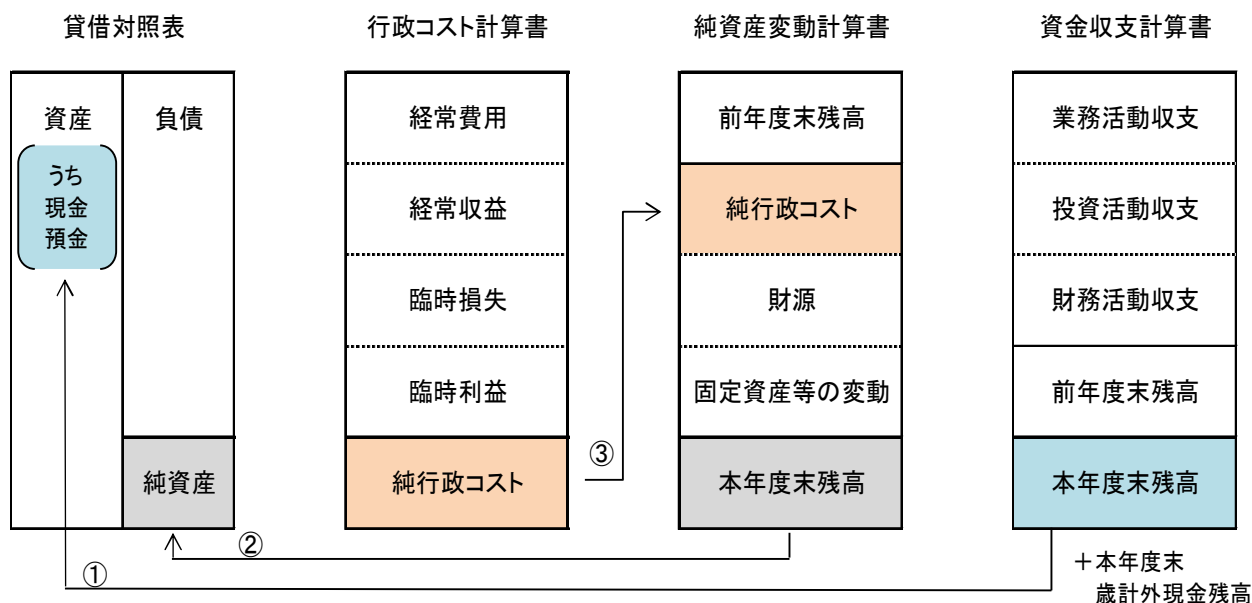 貸借対照表
資産
負債
うち
現金
預金
純資産
行政コスト計算書
経常費用
経常収益
臨時損失
臨時利益
純行政コスト
純資産変動計算書
前年度末残高
純行政コスト
財源
固定資産等の変動
本年度末残高
資金収支計算書
業務活動収支
投資活動収支
財務活動収支
前年度末残高
本年度末残高
③
②
①
＋本年度末
歳計外現金残高